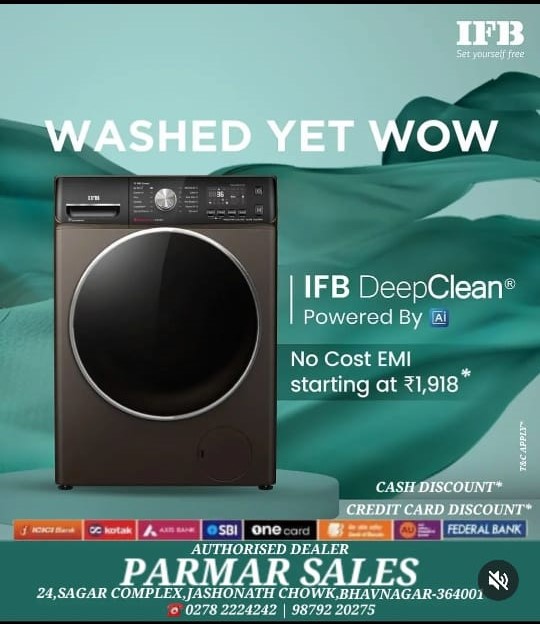 IFB
Set yourself free
WASHED YET WOW
IFB
36
IFB DeepClean®
Powered By AI
No Cost EMI
starting at ₹1,918*
T&C APPLY*
CASH DISCOUNT*
CREDIT CARD DISCOUNT*
ICICI Bank kotak AXIS BANK SBI one card AU FEDERAL BANK
AUTHORISED DEALER
PARMAR SALES
24,SAGAR COMPLEX,JASHONATH CHOWK,BHAVNAGAR-364001
0278 2224242 | 98792 20275